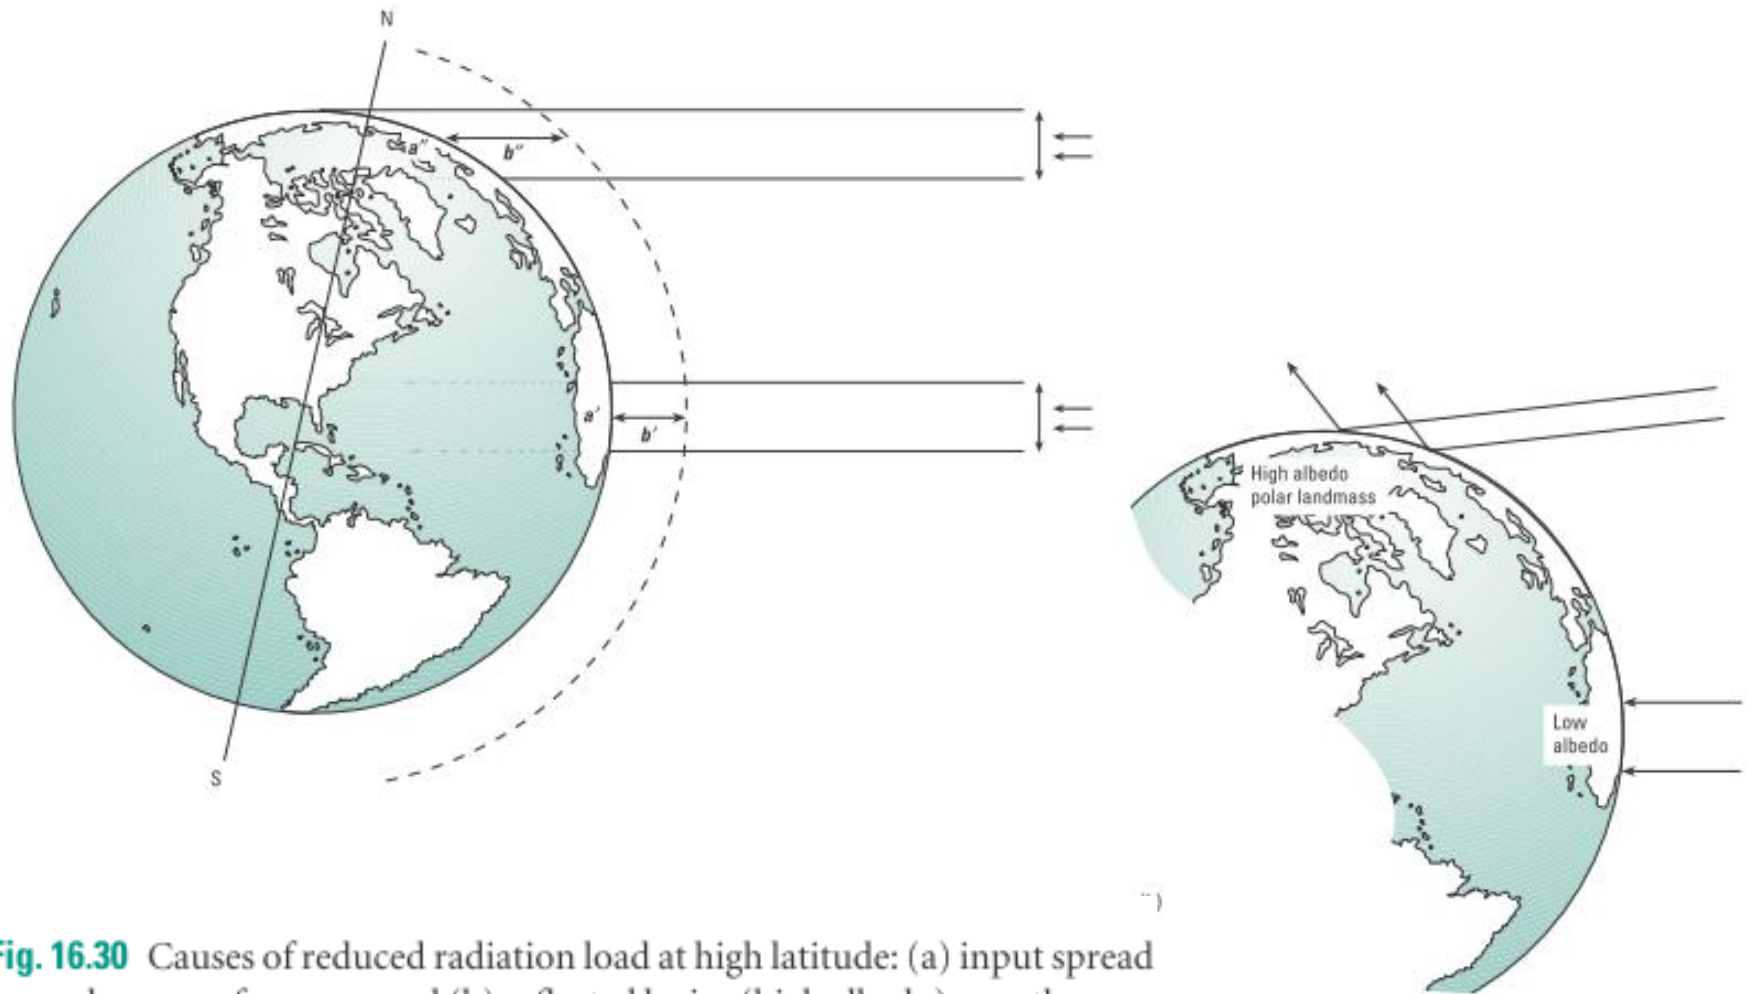 N
a"
b"
a'
b'
S
High albedo
polar landmass
Low
albedo
Fig. 16.30 Causes of reduced radiation load at high latitude: (a) input spread